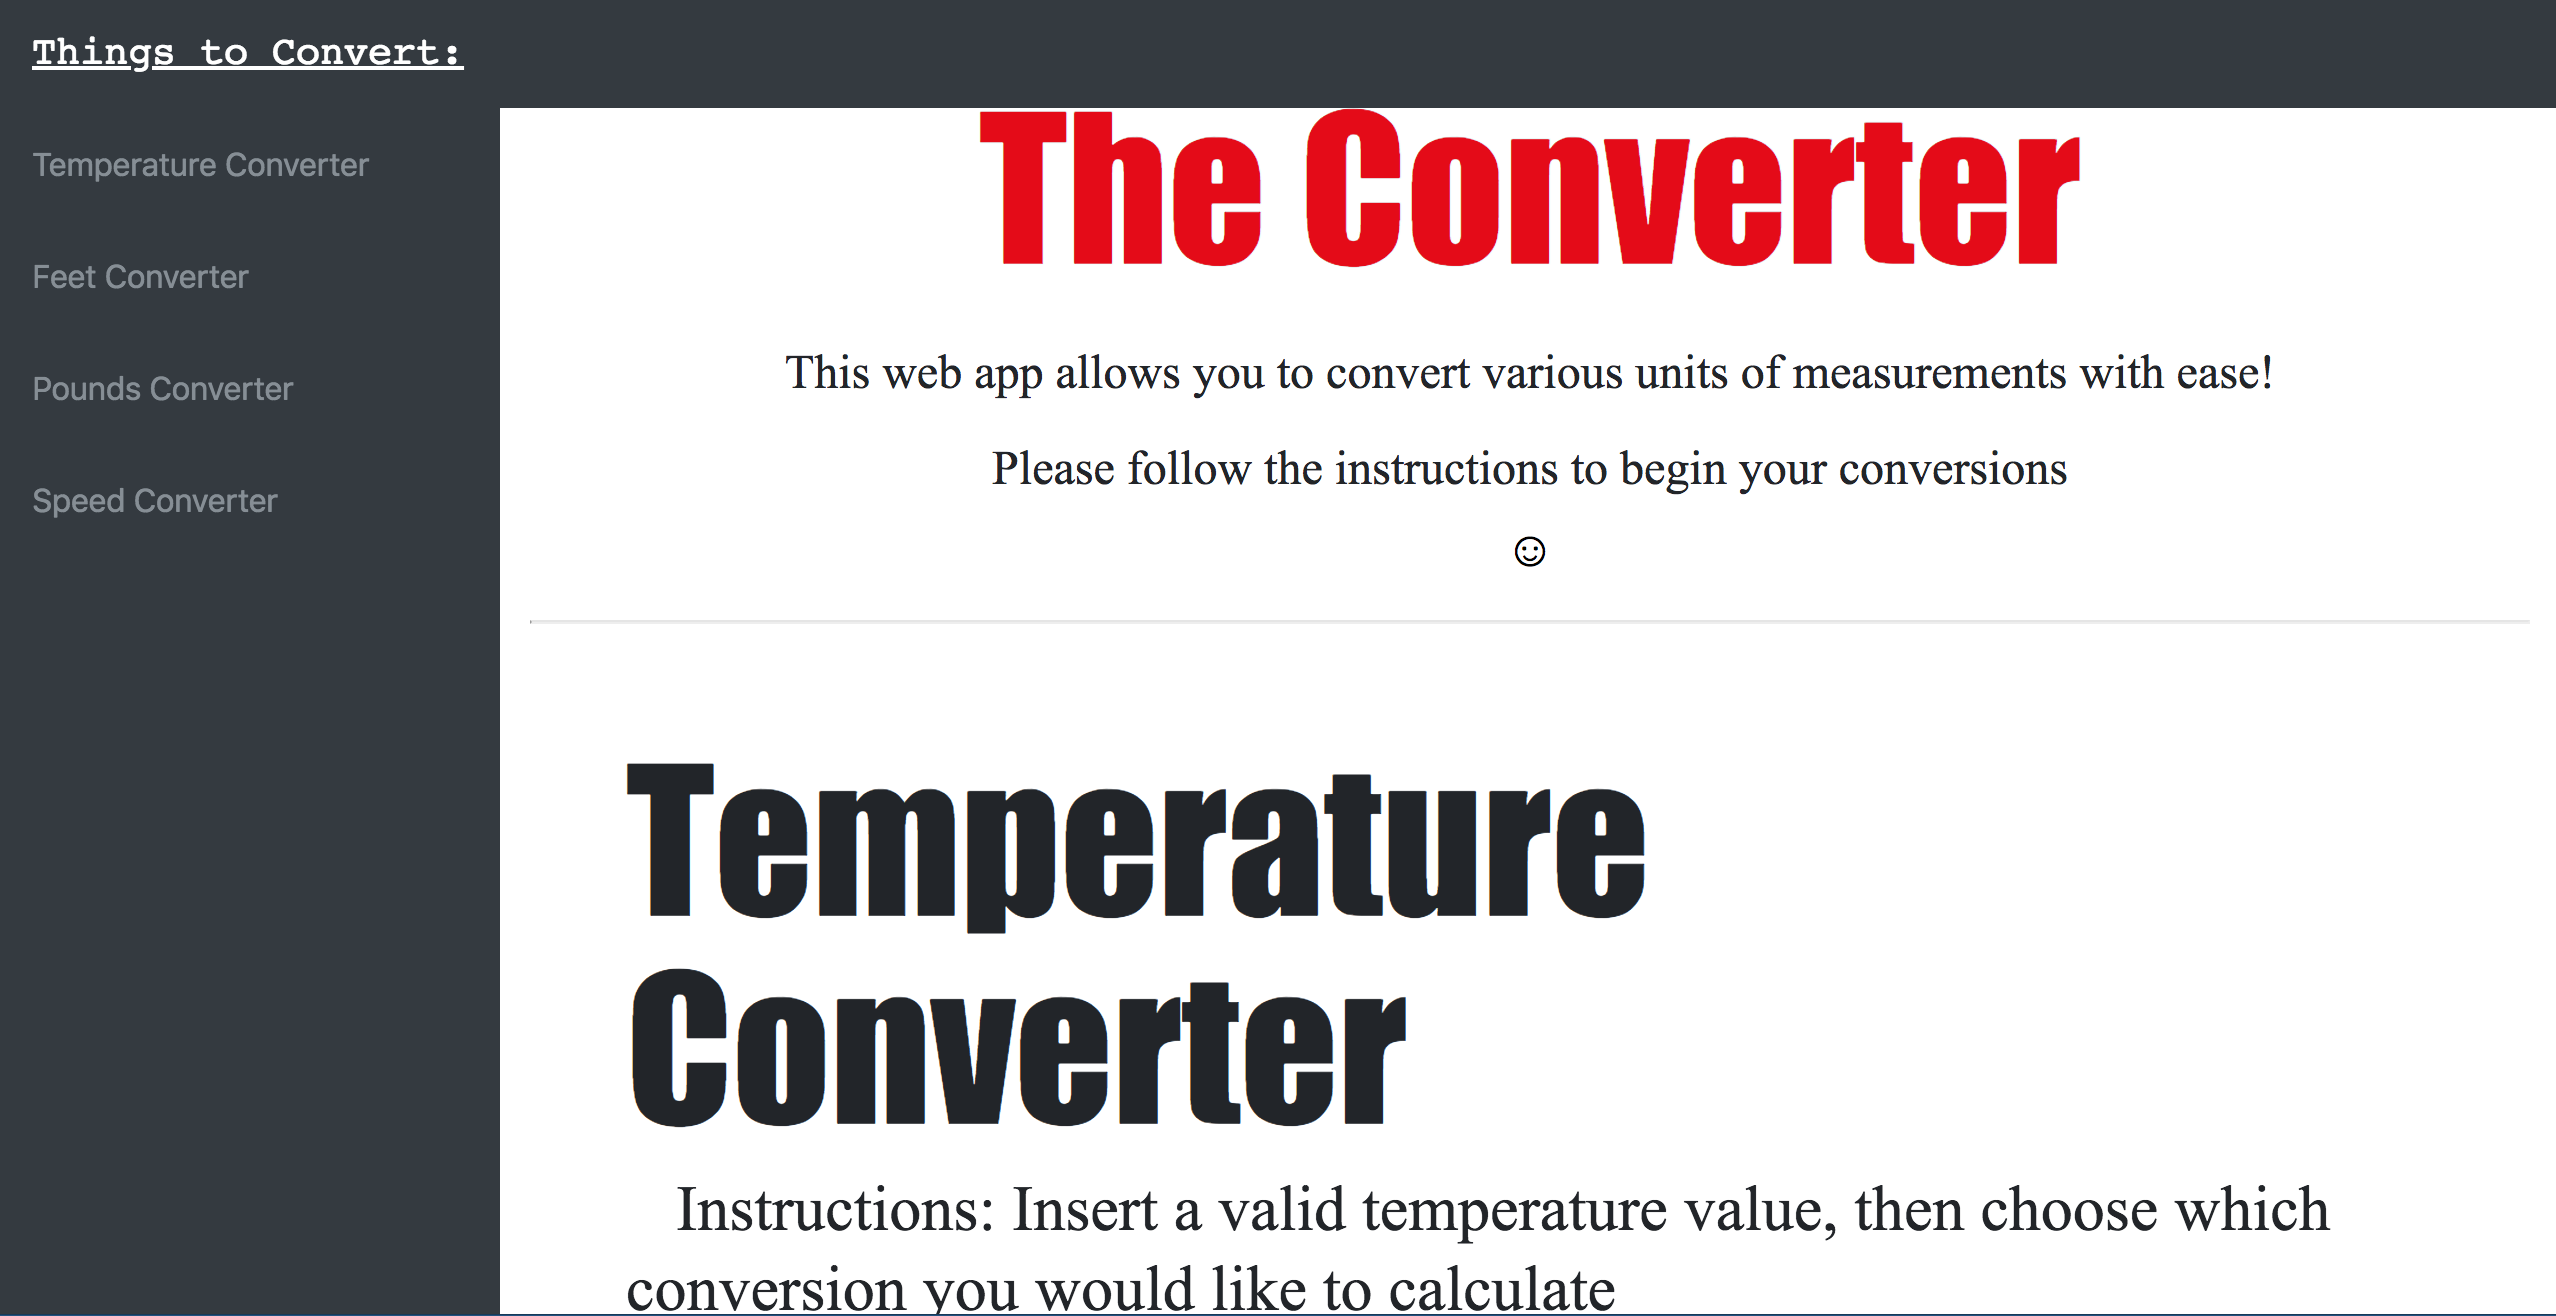 Things to Convert:
Temperature Converter
Feet Converter
Pounds Converter
Speed Converter
The Converter
This web app allows you to convert various units of measurements with ease!
Please follow the instructions to begin your conversions
☺
Temperature
Converter
Instructions: Insert a valid temperature value, then choose which
conversion you would like to calculate